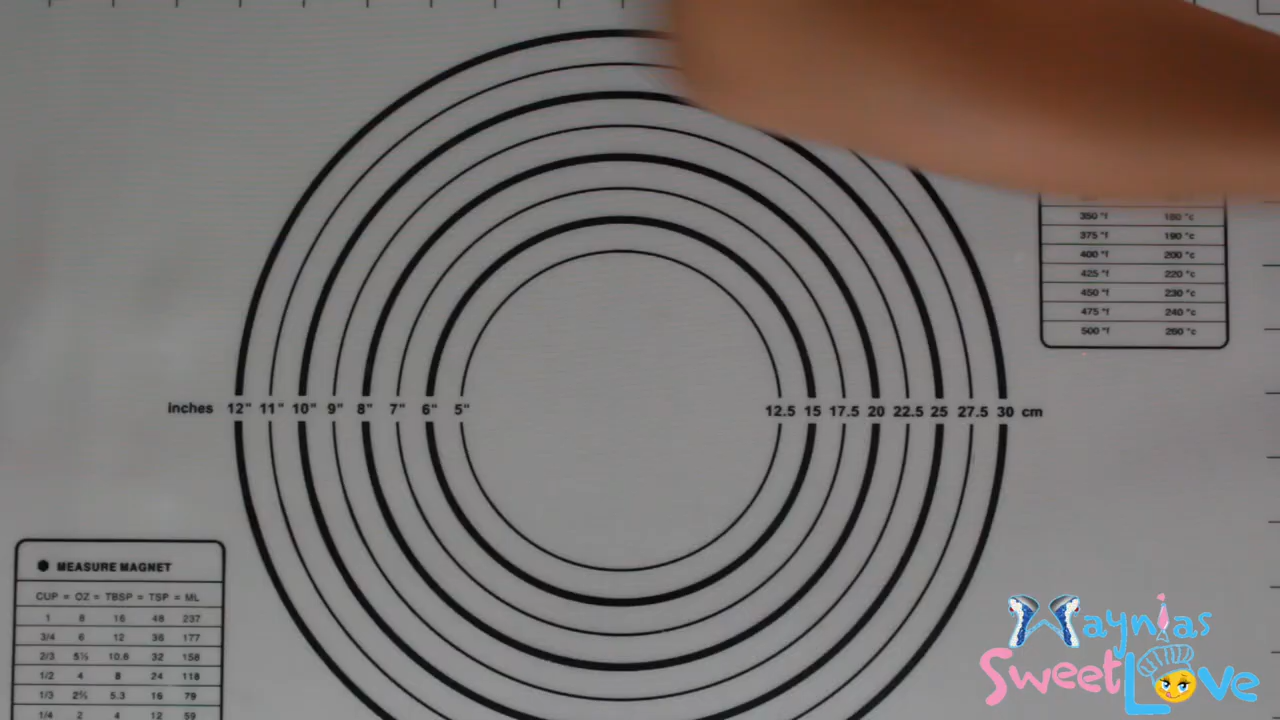 350 °f 180 °c
375 °f 190 °c
400 °f 200 °c
425 °f 220 °c
450 °f 230 °c
475 °f 240 °c
500 °f 260 °c
inches 12" 11" 10" 9" 8" 7" 6" 5" 12.5 15 17.5 20 22.5 25 27.5 30 cm
MEASURE MAGNET
CUP = OZ = TBSP = TSP = ML
1 8 16 48 237
3/4 6 12 36 177
2/3 5⅓ 10.6 32 158
1/2 4 8 24 118
1/3 2⅔ 5.3 16 79
1/4 2 4 12 59
Waynias
Sweet Love